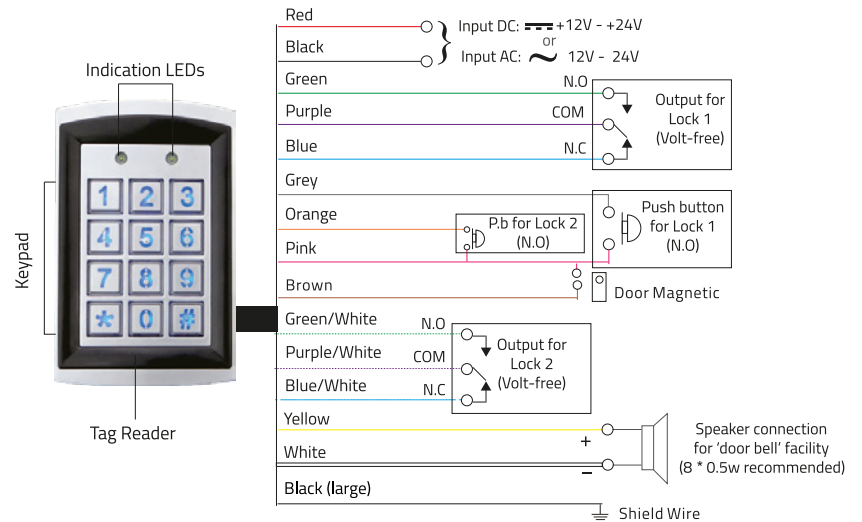 Red
Input DC: +12V - +24V
or
Black
Input AC: 12V - 24V
Indication LEDs
Green
N.O
Purple
COM
Output for
Lock 1
(Volt-free)
Blue
N.C
Grey
Orange
P.b for Lock 2
(N.O)
Push button
for Lock 1
(N.O)
Pink
Brown
Door Magnetic
Keypad
1 2 3
4 5 6
7 8 9
* 0 #
Tag Reader
Green/White
N.O
Purple/White
COM
Output for
Lock 2
(Volt-free)
Blue/White
N.C
Yellow
+
White
–
Speaker connection
for 'door bell' facility
(8 * 0.5w recommended)
Black (large)
Shield Wire